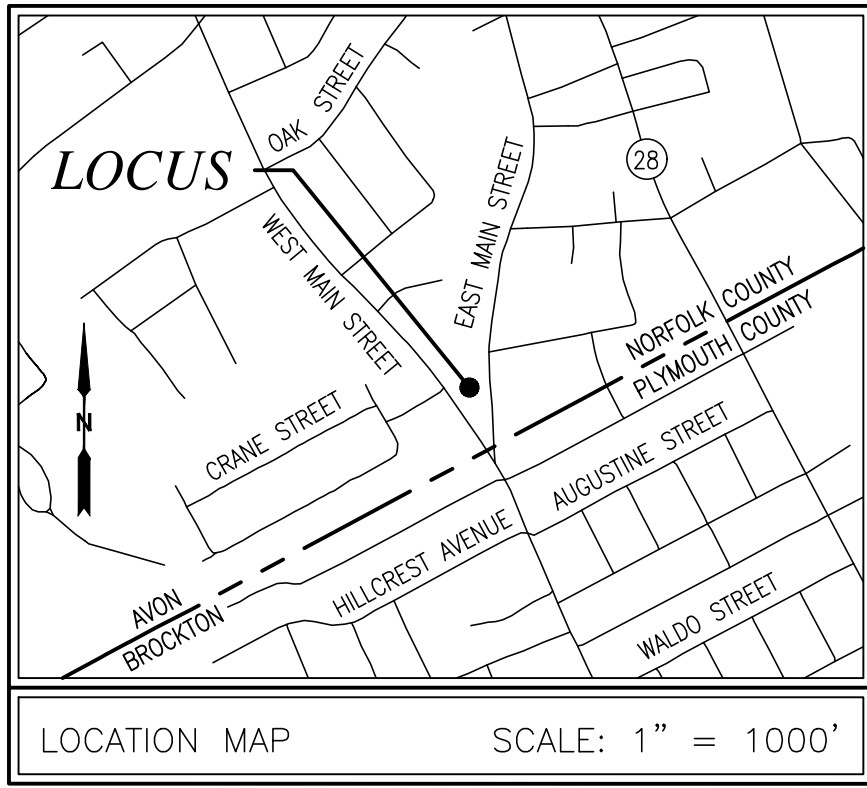 OAK STREET
LOCUS
28
WEST MAIN STREET
EAST MAIN STREET
NORFOLK COUNTY
PLYMOUTH COUNTY
N
CRANE STREET
AUGUSTINE STREET
HILLCREST AVENUE
AVON
BROCKTON
WALDO STREET
LOCATION MAP
SCALE: 1” = 1000’